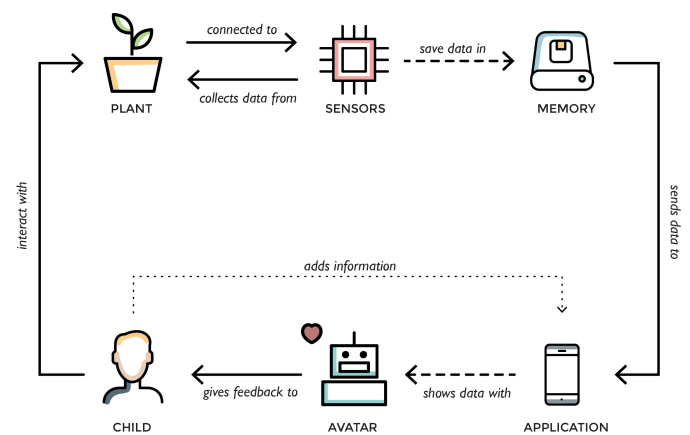 connected to
save data in
collects data from
PLANT
SENSORS
MEMORY
interact with
sends data to
adds information
gives feedback to
shows data with
CHILD
AVATAR
APPLICATION